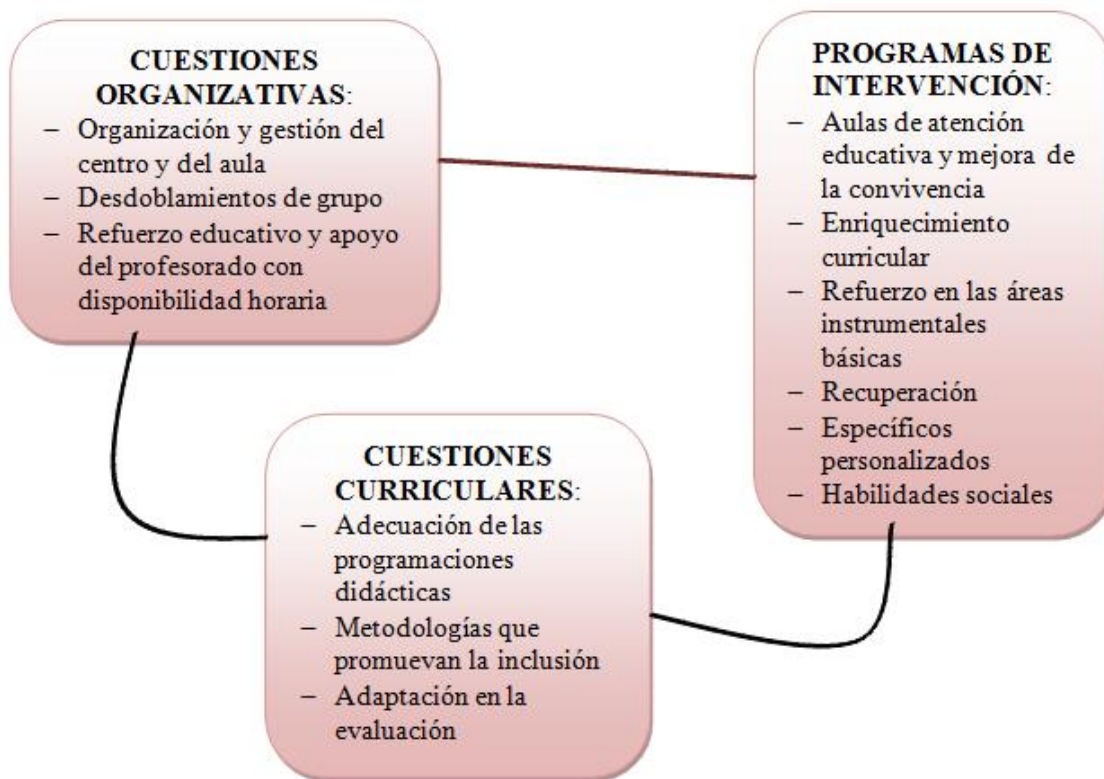 CUESTIONES
ORGANIZATIVAS:
– Organización y gestión del
centro y del aula
– Desdoblamientos de grupo
– Refuerzo educativo y apoyo
del profesorado con
disponibilidad horaria
PROGRAMAS DE
INTERVENCIÓN:
– Aulas de atención
educativa y mejora de
la convivencia
– Enriquecimiento
curricular
– Refuerzo en las áreas
instrumentales
básicas
– Recuperación
– Específicos
personalizados
– Habilidades sociales
CUESTIONES
CURRICULARES:
– Adecuación de las
programaciones
didácticas
– Metodologías que
promuevan la inclusión
– Adaptación en la
evaluación